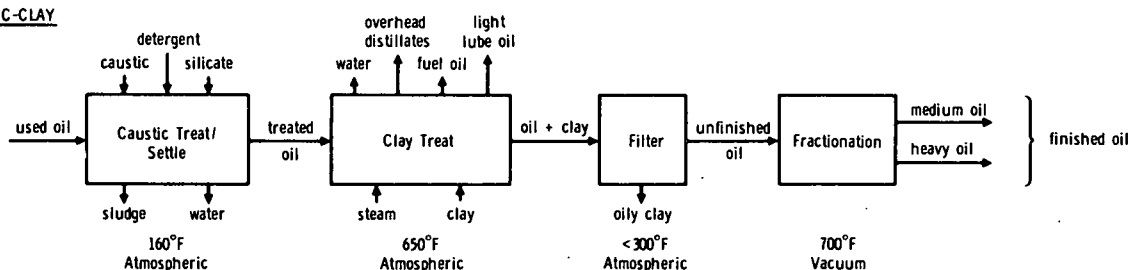 C-CLAY
detergent
caustic
silicate
used oil
Caustic Treat/
Settle
sludge
water
160°F
Atmospheric
treated
oil
overhead
distillates
light
lube oil
water
fuel oil
Clay Treat
steam
clay
650°F
Atmospheric
oil + clay
Filter
oily clay
<300°F
Atmospheric
unfinished
oil
Fractionation
700°F
Vacuum
medium oil
heavy oil
finished oil